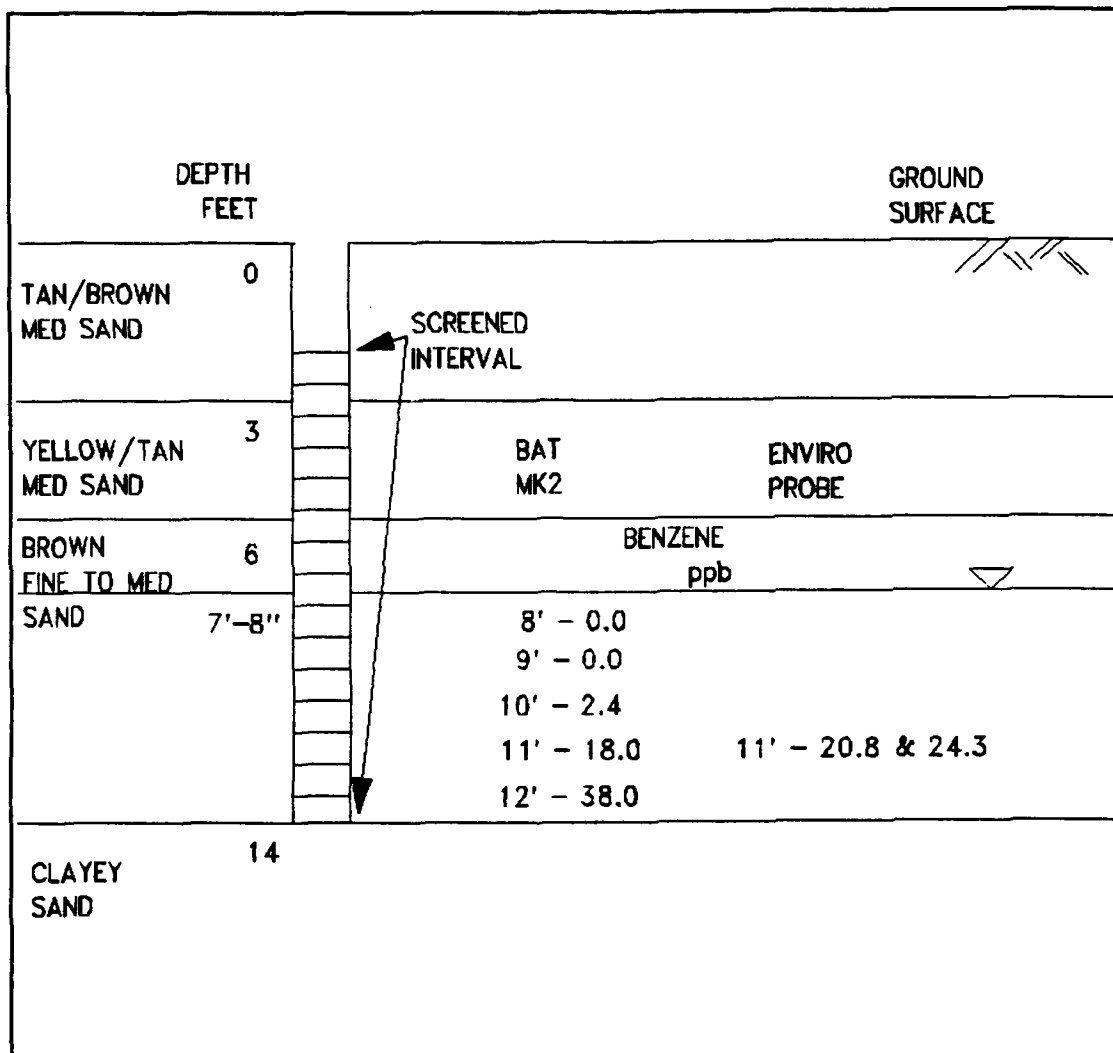 DEPTH
FEET
GROUND
SURFACE
0
TAN/BROWN
MED SAND
SCREENED
INTERVAL
3
YELLOW/TAN
MED SAND
BAT
MK2
ENVIRO
PROBE
BROWN
FINE TO MED
SAND
6
BENZENE
ppb
7'-8"
8' - 0.0
9' - 0.0
10' - 2.4
11' - 18.0
11' - 20.8 & 24.3
12' - 38.0
14
CLAYEY
SAND